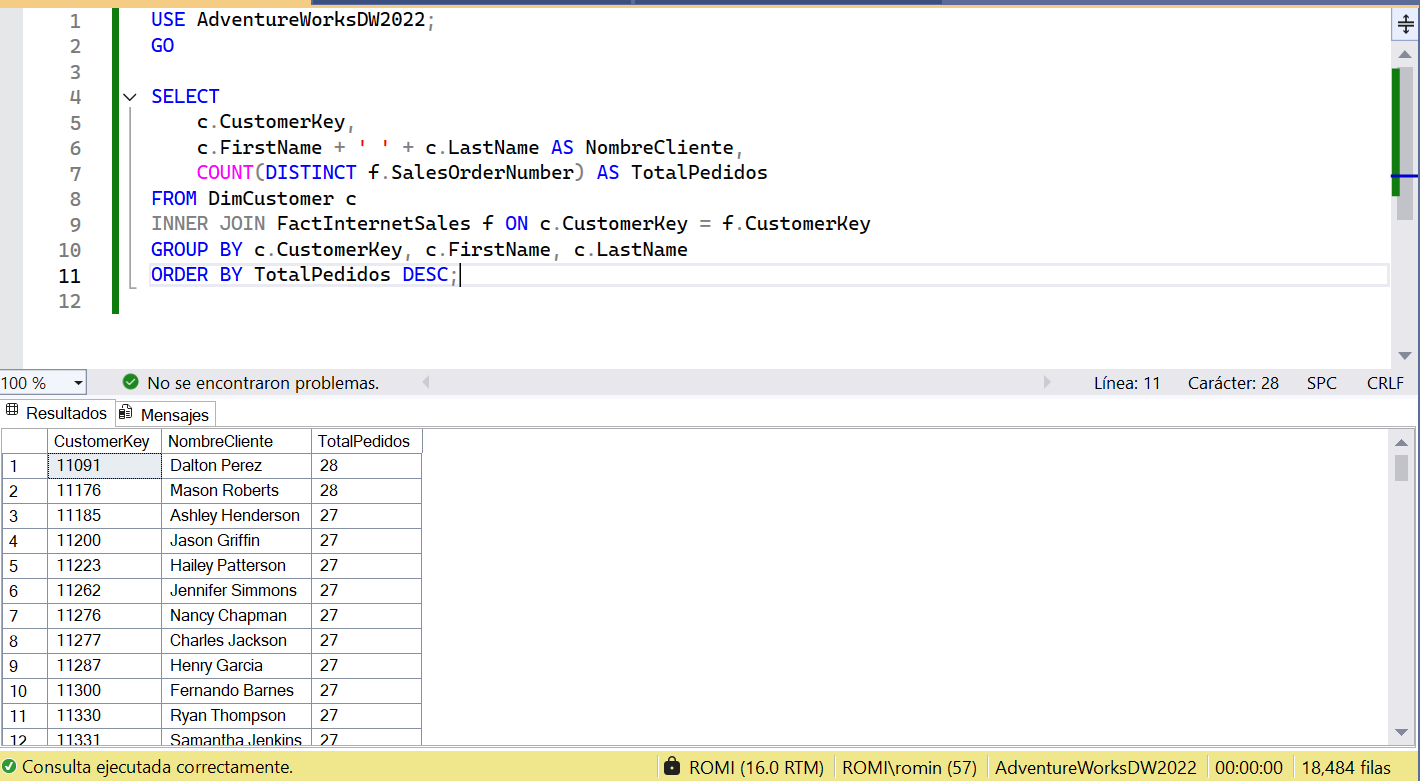 1 USE AdventureWorksDW2022;
2 GO
3
4 SELECT
5 c.CustomerKey,
6 c.FirstName + ' ' + c.LastName AS NombreCliente,
7 COUNT(DISTINCT f.SalesOrderNumber) AS TotalPedidos
8 FROM DimCustomer c
9 INNER JOIN FactInternetSales f ON c.CustomerKey = f.CustomerKey
10 GROUP BY c.CustomerKey, c.FirstName, c.LastName
11 ORDER BY TotalPedidos DESC;
12
100 % No se encontraron problemas. Línea: 11 Carácter: 28 SPC CRLF
Resultados Mensajes
CustomerKey NombreCliente TotalPedidos
1 11091 Dalton Perez 28
2 11176 Mason Roberts 28
3 11185 Ashley Henderson 27
4 11200 Jason Griffin 27
5 11223 Hailey Patterson 27
6 11262 Jennifer Simmons 27
7 11276 Nancy Chapman 27
8 11277 Charles Jackson 27
9 11287 Henry Garcia 27
10 11300 Fernando Barnes 27
11 11330 Ryan Thompson 27
12 11331 Samantha Jenkins 27
Consulta ejecutada correctamente. ROMI (16.0 RTM) ROMI\romin (57) AdventureWorksDW2022 00:00:00 18,484 filas